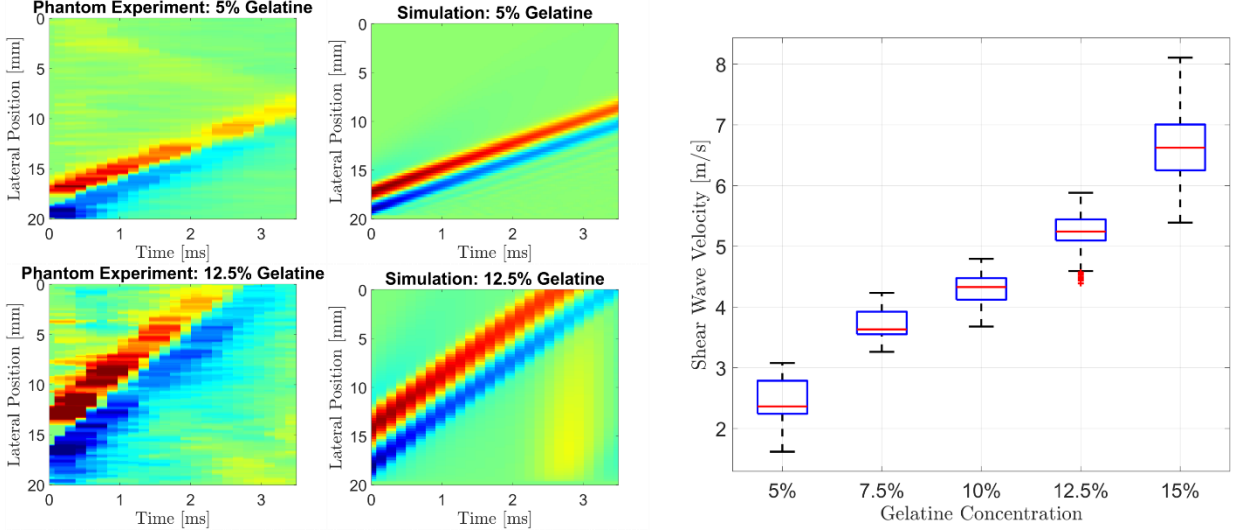 Phantom Experiment: 5% Gelatine
0
5
10
15
20
Lateral Position [mm]
0 1 2 3
Time [ms]
Simulation: 5% Gelatine
0
5
10
15
20
Lateral Position [mm]
0 1 2 3
Time [ms]
Phantom Experiment: 12.5% Gelatine
0
5
10
15
20
Lateral Position [mm]
0 1 2 3
Time [ms]
Simulation: 12.5% Gelatine
0
5
10
15
20
Lateral Position [mm]
0 1 2 3
Time [ms]
8
7
6
5
4
3
2
Shear Wave Velocity [m/s]
5% 7.5% 10% 12.5% 15%
Gelatine Concentration